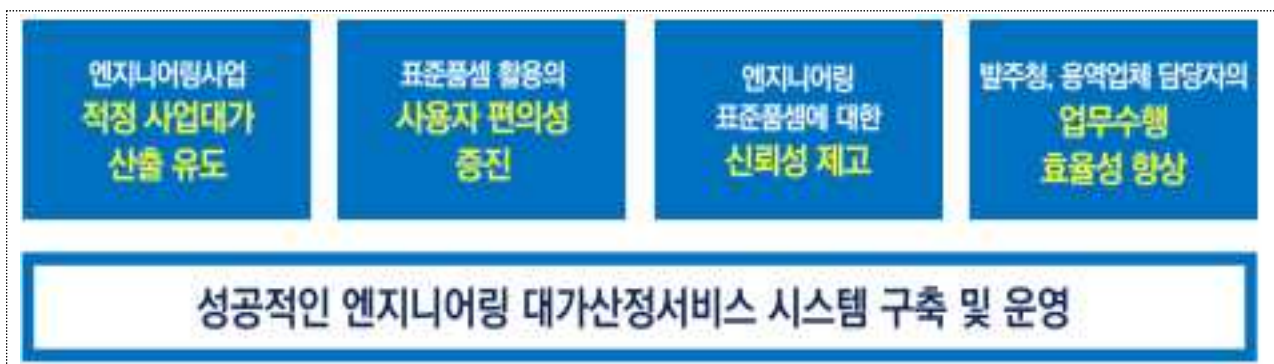 엔지니어링사업
적정 사업대가
산출 유도
표준품셈 활용의
사용자 편의성
증진
엔지니어링
표준품셈에 대한
신뢰성 제고
발주청, 용역업체 담당자의
업무수행
효율성 향상
성공적인 엔지니어링 대가산정서비스 시스템 구축 및 운영